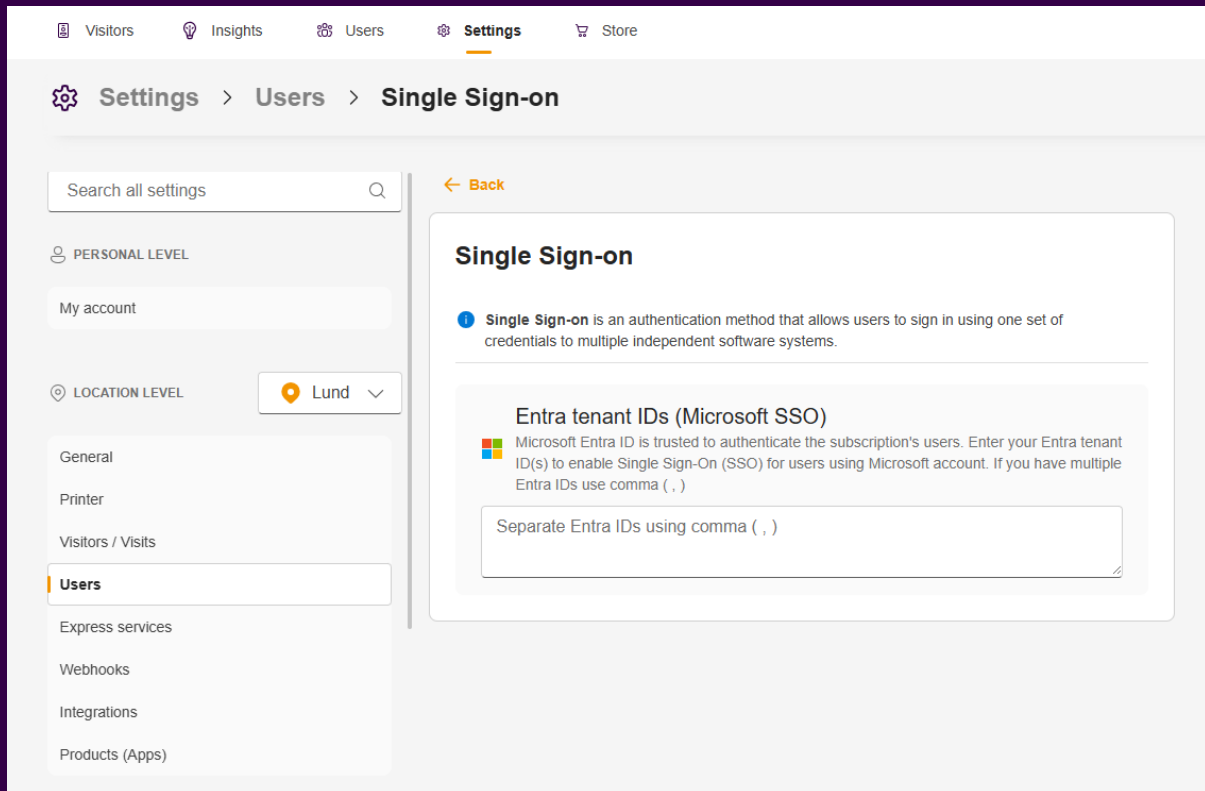 Visitors Insights Users Settings Store
Settings > Users > Single Sign-on
Search all settings
PERSONAL LEVEL
My account
LOCATION LEVEL Lund
General
Printer
Visitors / Visits
Users
Express services
Webhooks
Integrations
Products (Apps)
Back
Single Sign-on
Single Sign-on is an authentication method that allows users to sign in using one set of
credentials to multiple independent software systems.
Entra tenant IDs (Microsoft SSO)
Microsoft Entra ID is trusted to authenticate the subscription's users. Enter your Entra tenant
ID(s) to enable Single Sign-On (SSO) for users using Microsoft account. If you have multiple
Entra IDs use comma ( , )
Separate Entra IDs using comma ( , )